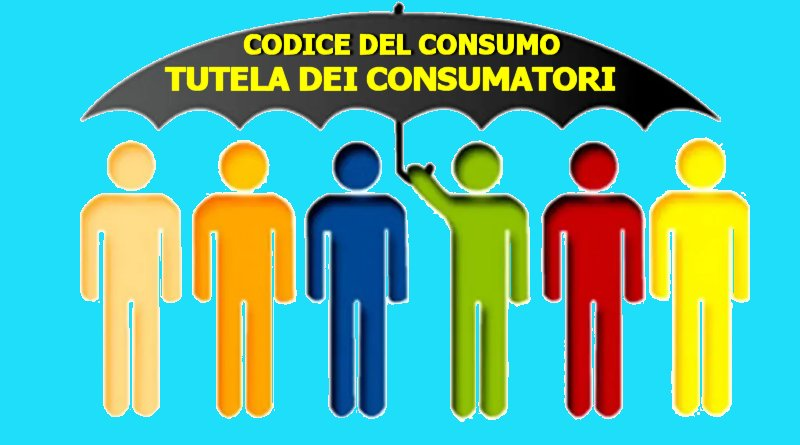 CODICE DEL CONSUMO
TUTELA DEI CONSUMATORI